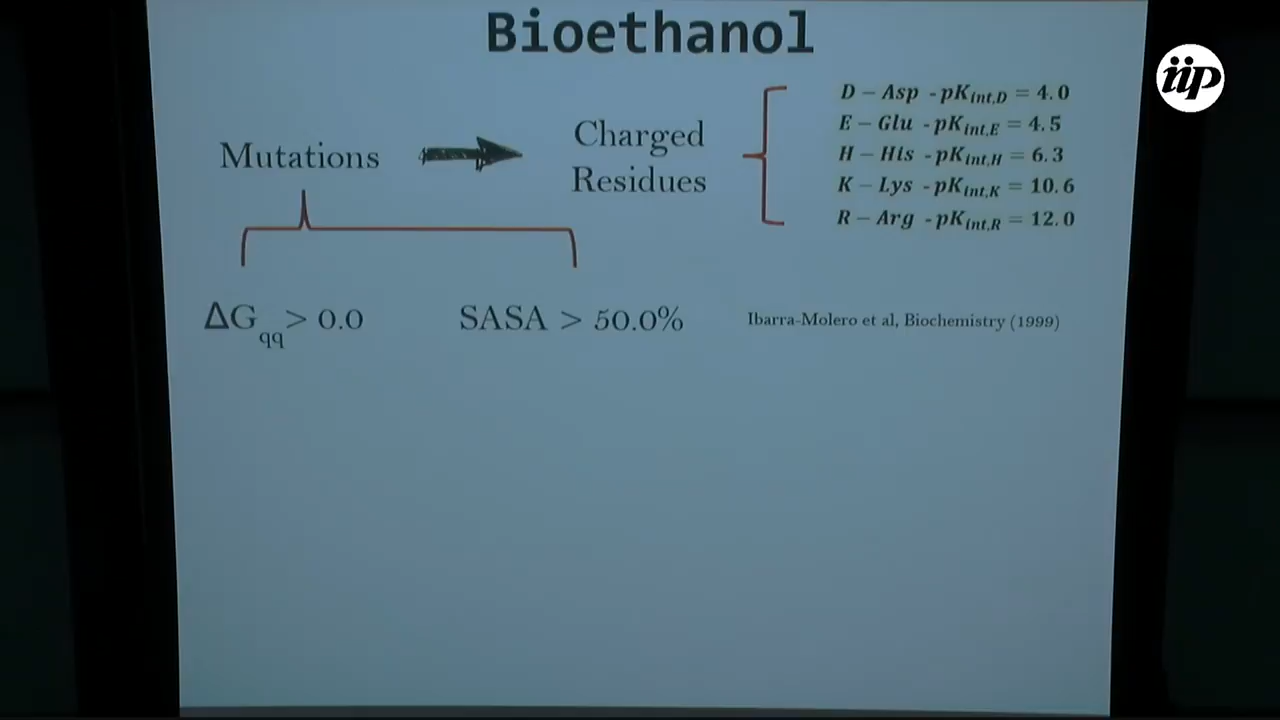 Bioethanol
iip
Mutations
Charged
Residues
D – Asp - pK_int,D = 4.0
E – Glu - pK_int,E = 4.5
H – His - pK_int,H = 6.3
K – Lys - pK_int,K = 10.6
R – Arg - pK_int,R = 12.0
ΔG_qq > 0.0
SASA > 50.0%
Ibarra-Molero et al, Biochemistry (1999)